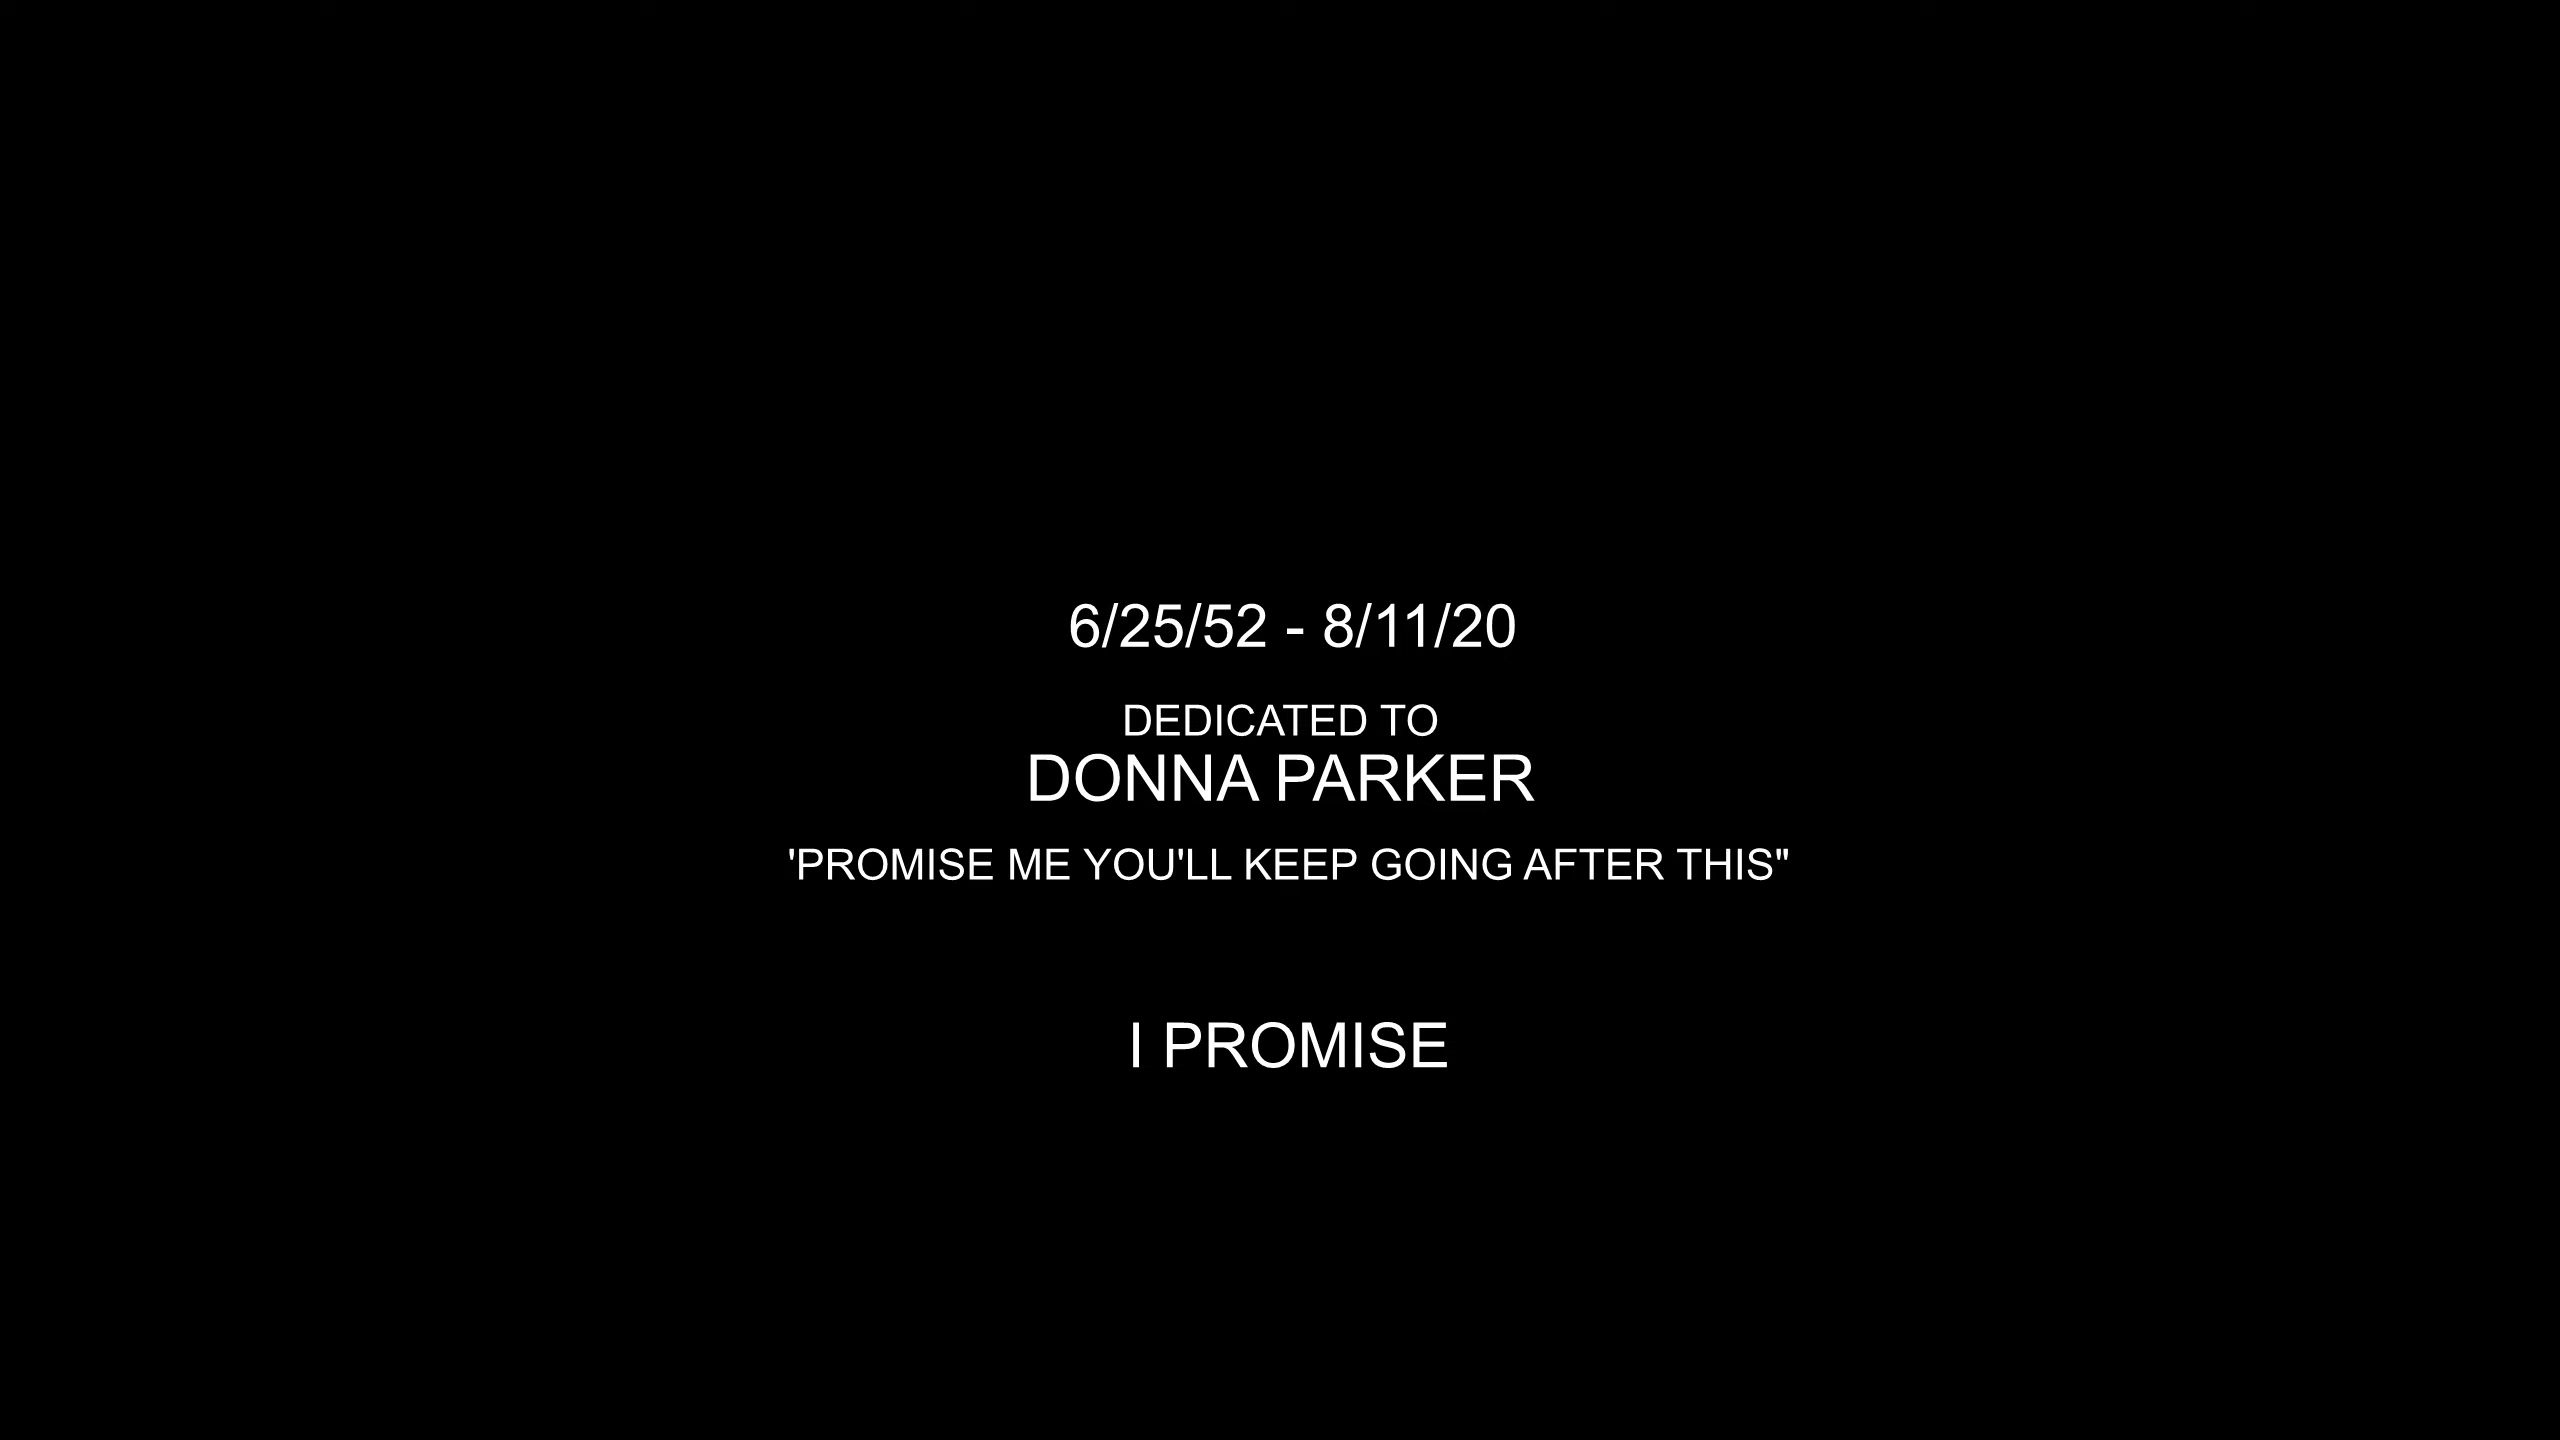 6/25/52 - 8/11/20
DEDICATED TO
DONNA PARKER
'PROMISE ME YOU'LL KEEP GOING AFTER THIS"
I PROMISE